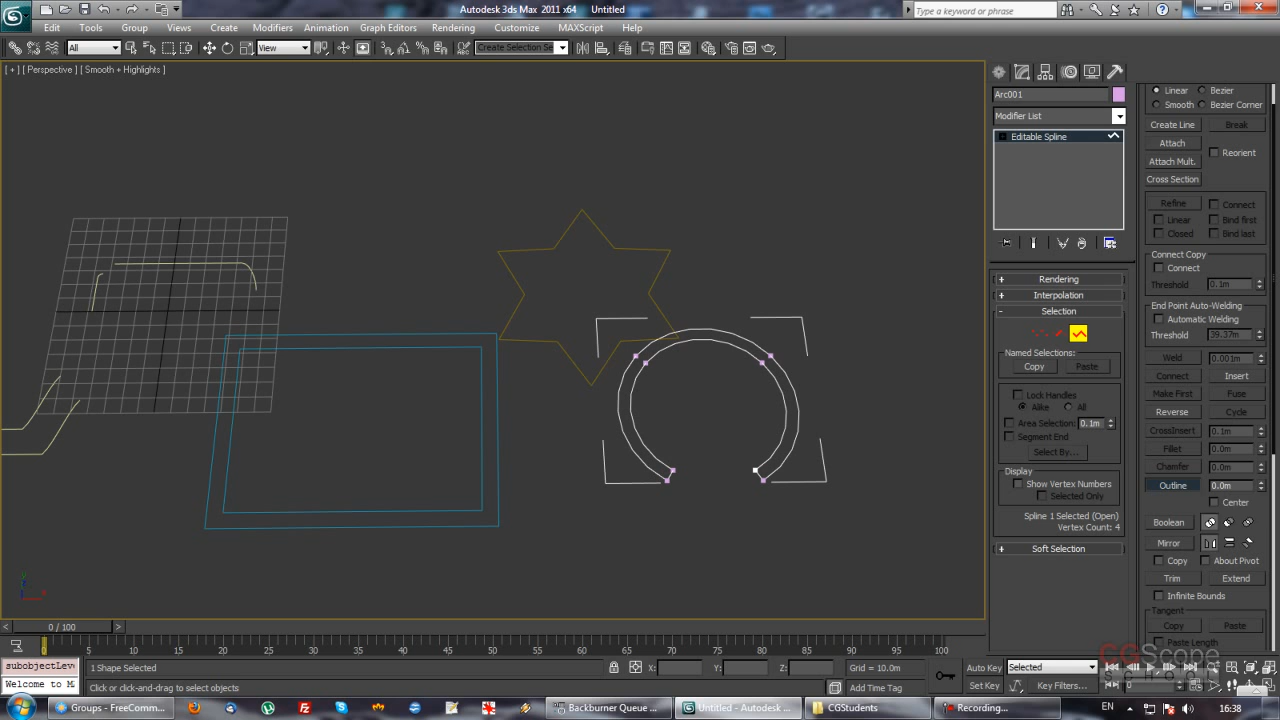 Autodesk 3ds Max 2011 x64 Untitled
Type a keyword or phrase
Edit Tools Group Views Create Modifiers Animation Graph Editors Rendering Customize MAXScript Help
All View Create Selection Se
[ + ] [ Perspective ] [ Smooth + Highlights ]
Arc001
Modifier List
Editable Spline
Rendering
Interpolation
Selection
Named Selections:
Copy Paste
Lock Handles
Alike All
Area Selection: 0.1m
Segment End
Select By...
Display
Show Vertex Numbers
Selected Only
Spline 1 Selected (Open)
Vertex Count: 4
Soft Selection
Linear Bezier
Smooth Bezier Corner
Create Line Break
Attach
Reorient
Attach Mult.
Cross Section
Refine Connect
Linear Bind first
Closed Bind last
Connect Copy
Connect
Threshold 0.1m
End Point Auto-Welding
Automatic Welding
Threshold 39.37m
Weld 0.001m
Connect Insert
Make First Fuse
Reverse Cycle
CrossInsert 0.1m
Fillet 0.0m
Chamfer 0.0m
Outline 0.0m
Center
Boolean
Mirror
Copy About Pivot
Trim Extend
Infinite Bounds
Tangent
Copy Paste
Paste Length
CGScope
SCHOOL
0 / 100
0 5 10 15 20 25 30 35 40 45 50 55 60 65 70 75 80 85 90 95 100
subobjectLev
Welcome to M
1 Shape Selected
Click or click-and-drag to select objects
X: Y: Z: Grid = 10.0m
Add Time Tag
Auto Key Selected
Set Key Key Filters...
0
Groups - FreeComm...
Backburner Queue ...
Untitled - Autodesk ...
CGStudents
Recording...
EN
16:38